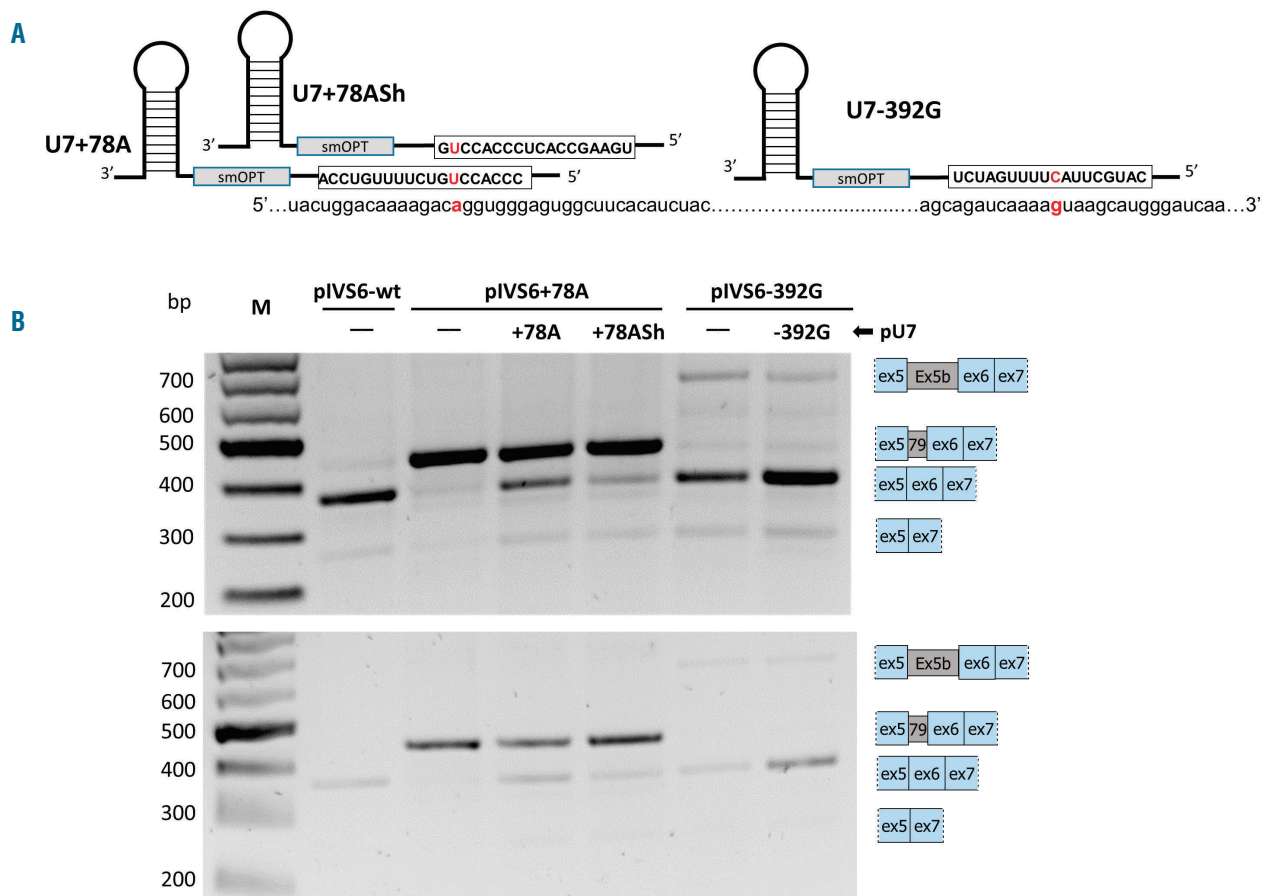 A
U7+78ASh
U7-392G
U7+78A
3' smOPT GUCCACCCUCACCGAAGU 5'
3' smOPT ACCUGUUUUCUGUCCACCC 5'
3' smOPT UCUAGUUUUCAUUCGUAC 5'
5'...uacuggacaaaagacaggugggaguggcuucacaucuac................................agcagaucaaaaguaagcaugggaucaa...3'
B
bp M pIVS6-wt pIVS6+78A pIVS6-392G
— — +78A +78ASh — -392G pU7
700
600
500
400
300
200
ex5 Ex5b ex6 ex7
ex5 79 ex6 ex7
ex5 ex6 ex7
ex5 ex7
700
600
500
400
300
200
ex5 Ex5b ex6 ex7
ex5 79 ex6 ex7
ex5 ex6 ex7
ex5 ex7